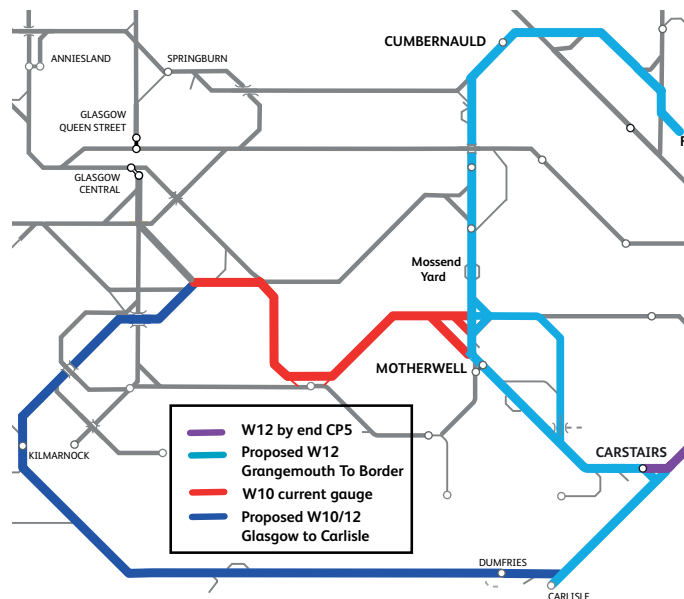 CUMBERNAULD
ANNIESLAND
SPRINGBURN
GLASGOW
QUEEN STREET
F
GLASGOW
CENTRAL
Mossend
Yard
MOTHERWELL
W12 by end CP5
Proposed W12
Grangemouth To Border
W10 current gauge
Proposed W10/12
Glasgow to Carlisle
CARSTAIRS
KILMARNOCK
DUMFRIES
CARLISLE